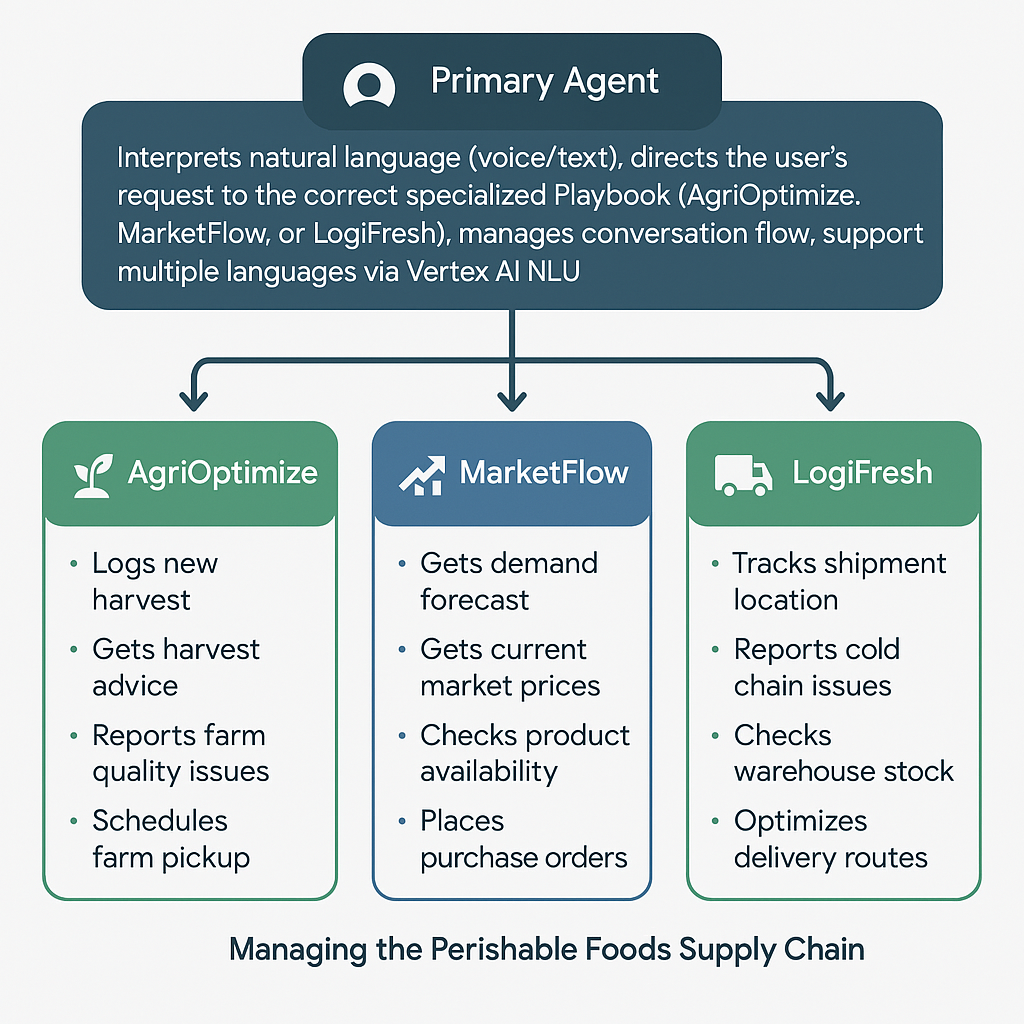 Primary Agent
Interprets natural language (voice/text), directs the user’s
request to the correct specialized Playbook (AgriOptimize.
MarketFlow, or LogiFresh), manages conversation flow, support
multiple languages via Vertex AI NLU
AgriOptimize
• Logs new
harvest
• Gets harvest
advice
• Reports farm
quality issues
• Schedules
farm pickup
MarketFlow
• Gets demand
forecast
• Gets current
market prices
• Checks product
availability
• Places
purchase orders
LogiFresh
• Tracks shipment
location
• Reports cold
chain issues
• Checks
warehouse stock
• Optimizes
delivery routes
Managing the Perishable Foods Supply Chain